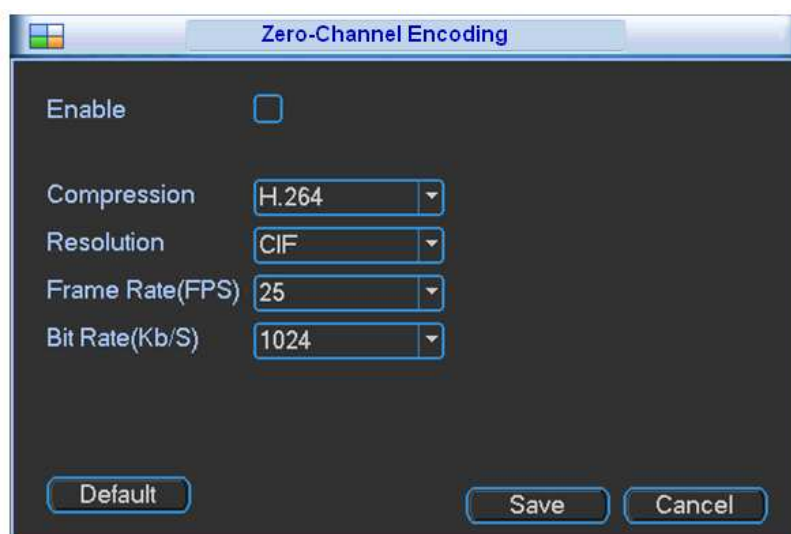 Zero-Channel Encoding
Enable
Compression H.264
Resolution CIF
Frame Rate(FPS) 25
Bit Rate(Kb/S) 1024
Default Save Cancel